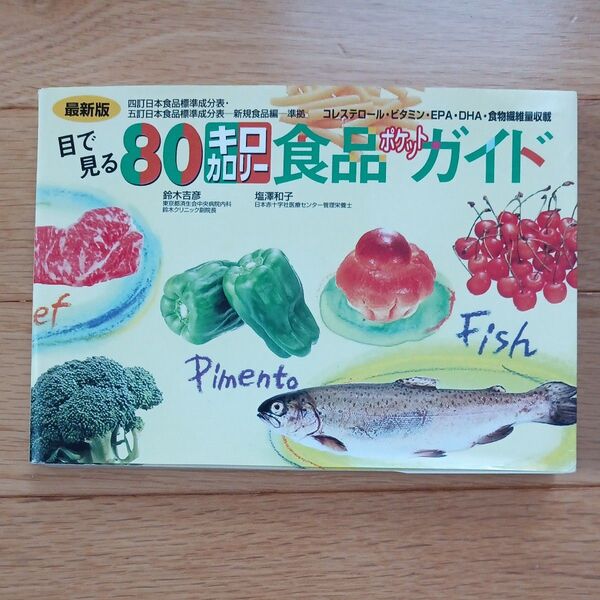 最新版
四訂日本食品標準成分表・
五訂日本食品標準成分表―新規食品編―準拠
コレステロール・ビタミン・EPA・DHA・食物繊維量収載
目で見る80キロカロリー食品ポケットガイド
鈴木吉彦
東京都済生会中央病院内科
鈴木クリニック副院長
塩澤和子
日本赤十字社医療センター管理栄養士
ef
Pimento
Fish